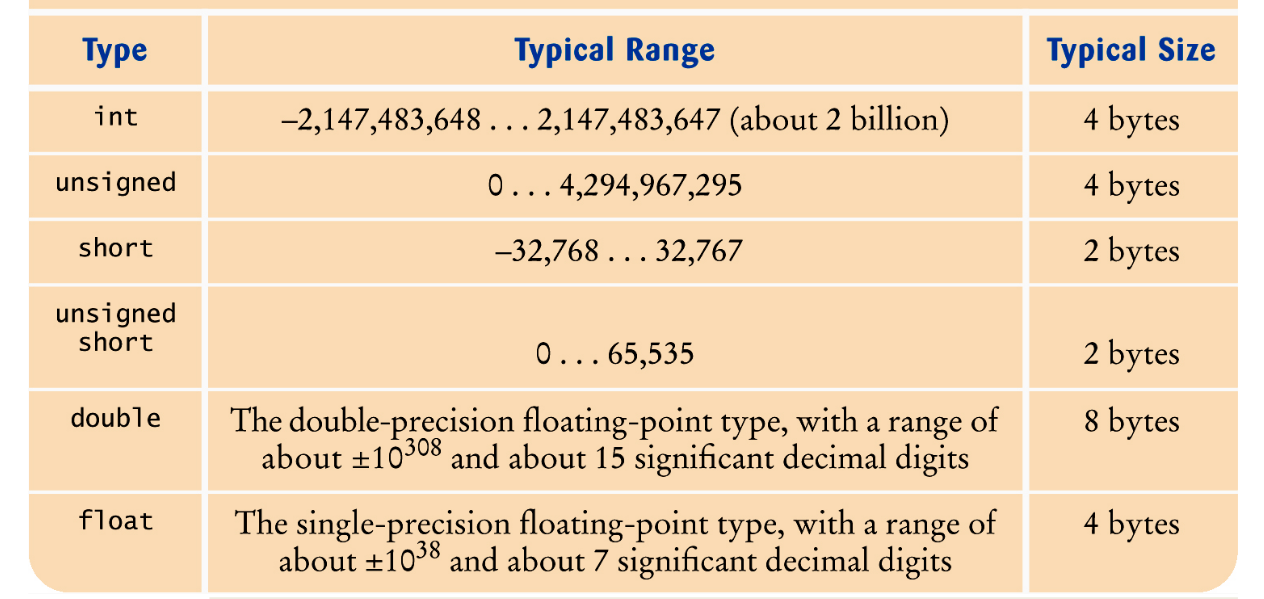 Type Typical Range Typical Size
int –2,147,483,648 . . . 2,147,483,647 (about 2 billion) 4 bytes
unsigned 0 . . . 4,294,967,295 4 bytes
short –32,768 . . . 32,767 2 bytes
unsigned
short
0 . . . 65,535 2 bytes
double The double-precision floating-point type, with a range of 8 bytes
about ±10³⁰⁸ and about 15 significant decimal digits
float The single-precision floating-point type, with a range of 4 bytes
about ±10³⁸ and about 7 significant decimal digits